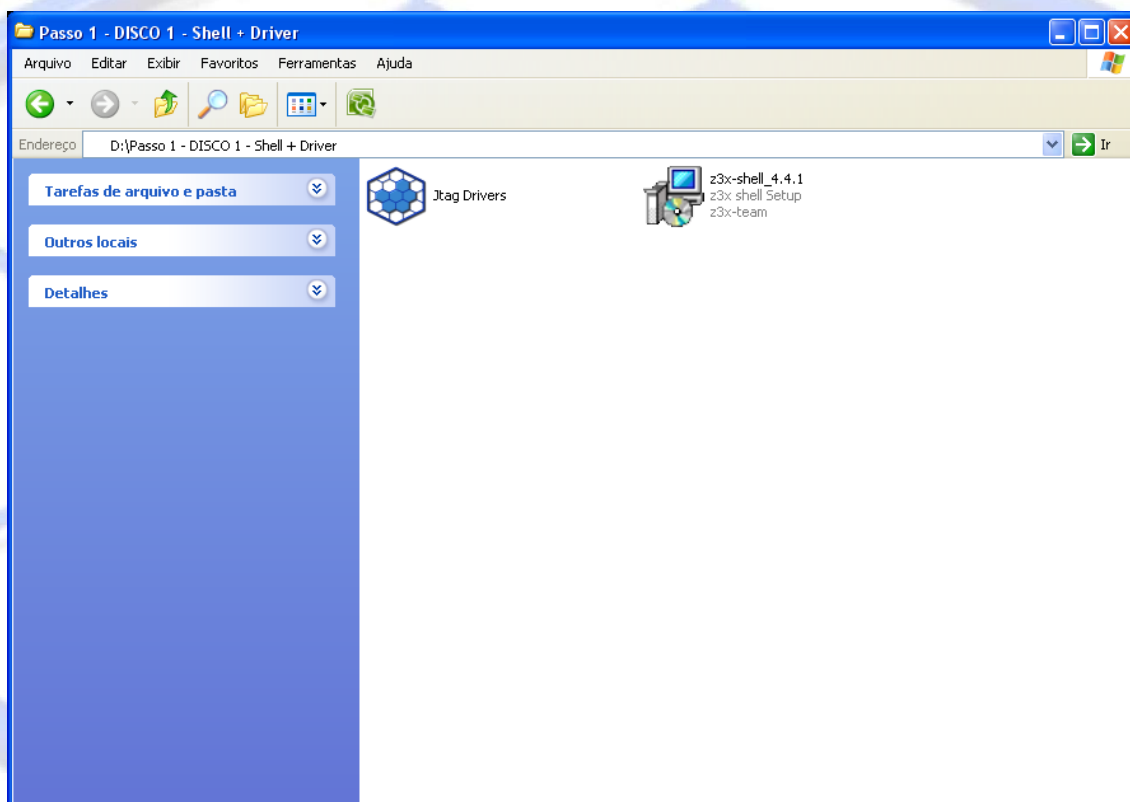 Passo 1 - DISCO 1 - Shell + Driver
Arquivo Editar Exibir Favoritos Ferramentas Ajuda
Endereço D:\Passo 1 - DISCO 1 - Shell + Driver Ir
Tarefas de arquivo e pasta
Outros locais
Detalhes
Jtag Drivers
z3x-shell_4.4.1
z3x shell Setup
z3x-team